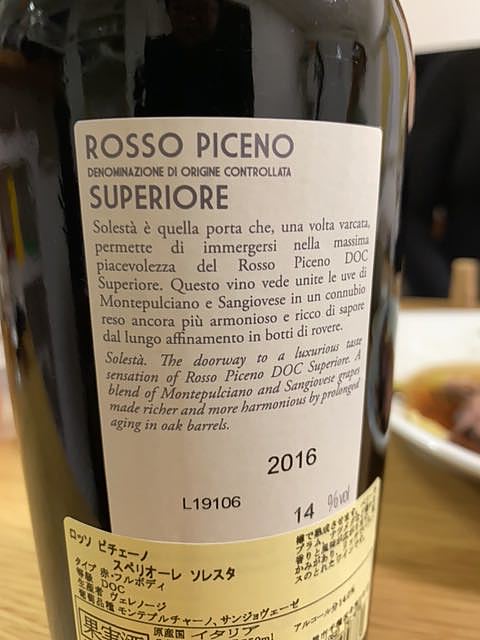 ROSSO PICENO
DENOMINAZIONE DI ORIGINE CONTROLLATA
SUPERIORE
Solestà è quella porta che, una volta varcata,
permette di immergersi nella massima
piacevolezza del Rosso Piceno DOC
Superiore. Questo vino vede unite le uve di
Montepulciano e Sangiovese in un connubio
reso ancora più armonioso e ricco di sapore
dal lungo affinamento in botti di rovere.
Solestà. The doorway to a luxurious taste
sensation of Rosso Piceno DOC Superiore. A
blend of Montepulciano and Sangiovese grapes
made richer and more harmonious by prolonged
aging in oak barrels.
2016
L19106
14 %vol
ロッソ ピチェーノ
スペリオーレ ソレスタ
タイプ 赤・フルボディ
等級 DOC
生産者 ヴェレノージ
葡萄品種 モンテプルチャーノ、サンジョヴェーゼ
果実酒
原産国 イタリア
アルコール分